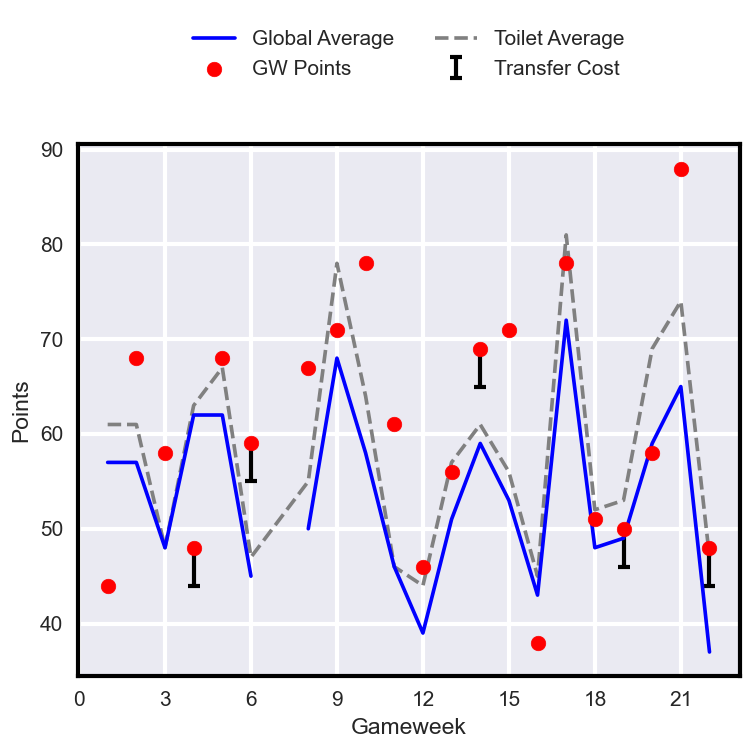 Global Average
Toilet Average
GW Points
Transfer Cost
90
80
70
60
50
40
Points
0 3 6 9 12 15 18 21
Gameweek